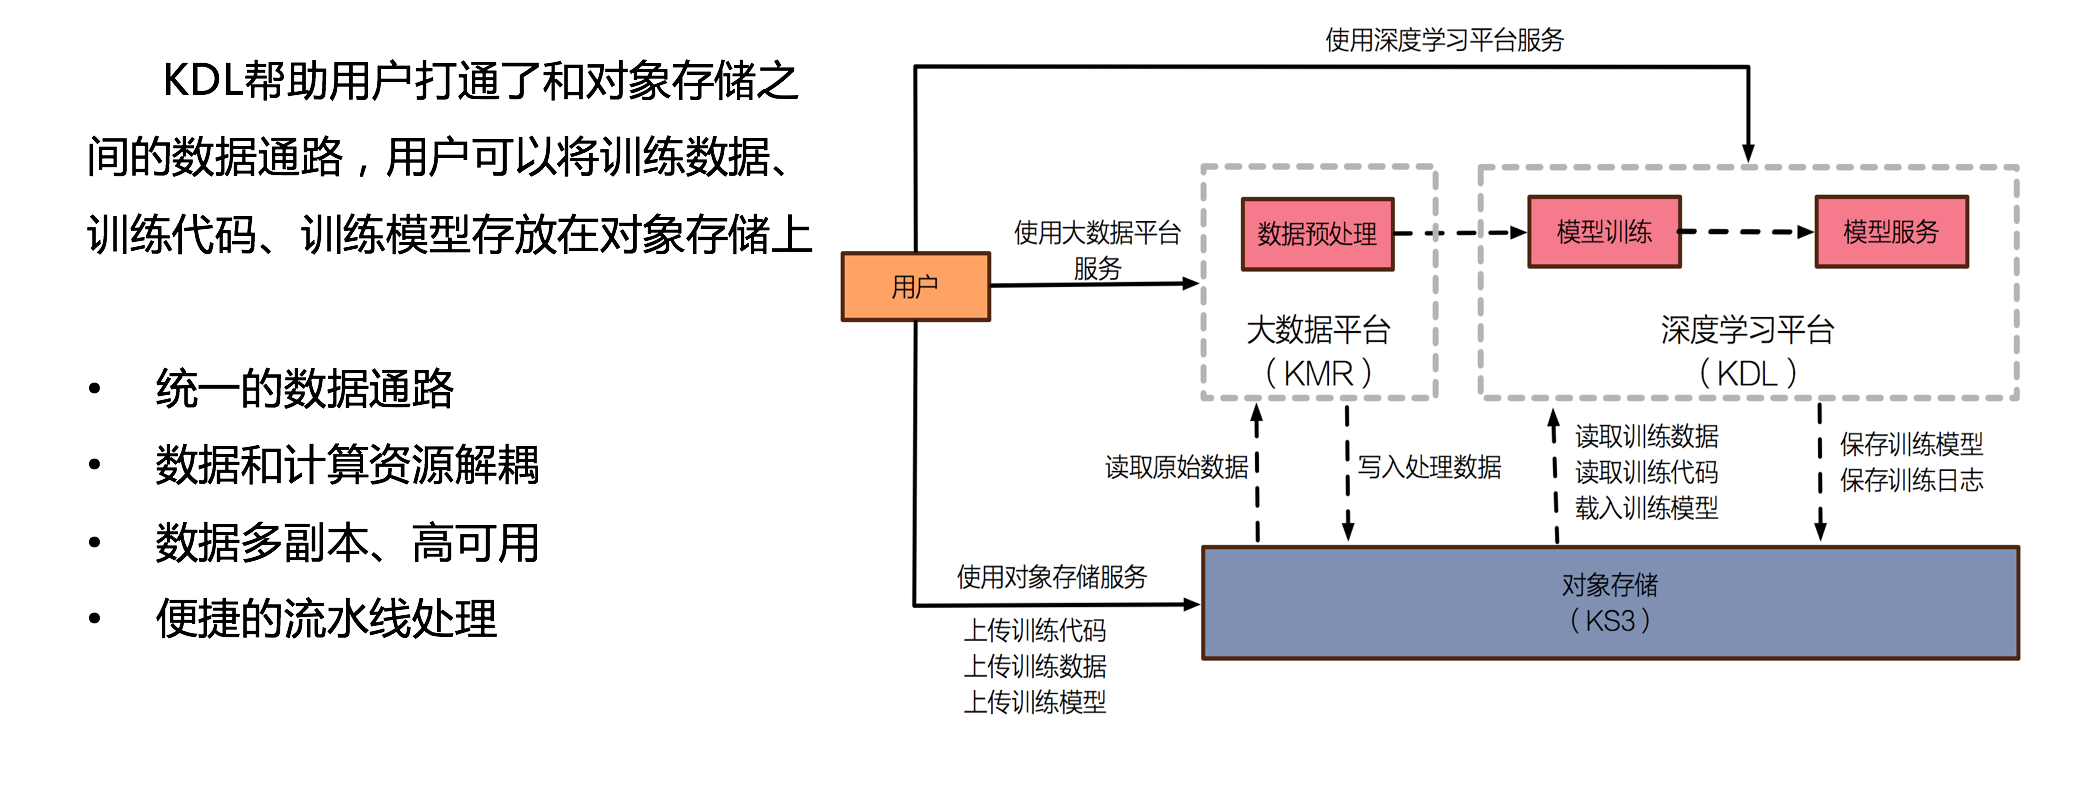 KDL帮助用户打通了和对象存储之
间的数据通路，用户可以将训练数据、
训练代码、训练模型存放在对象存储上
• 统一的数据通路
• 数据和计算资源解耦
• 数据多副本、高可用
• 便捷的流水线处理
使用深度学习平台服务
使用大数据平台
服务
用户
数据预处理
模型训练
模型服务
大数据平台
（KMR）
深度学习平台
（KDL）
读取原始数据
写入处理数据
读取训练数据
读取训练代码
载入训练模型
保存训练模型
保存训练日志
使用对象存储服务
上传训练代码
上传训练数据
上传训练模型
对象存储
（KS3）